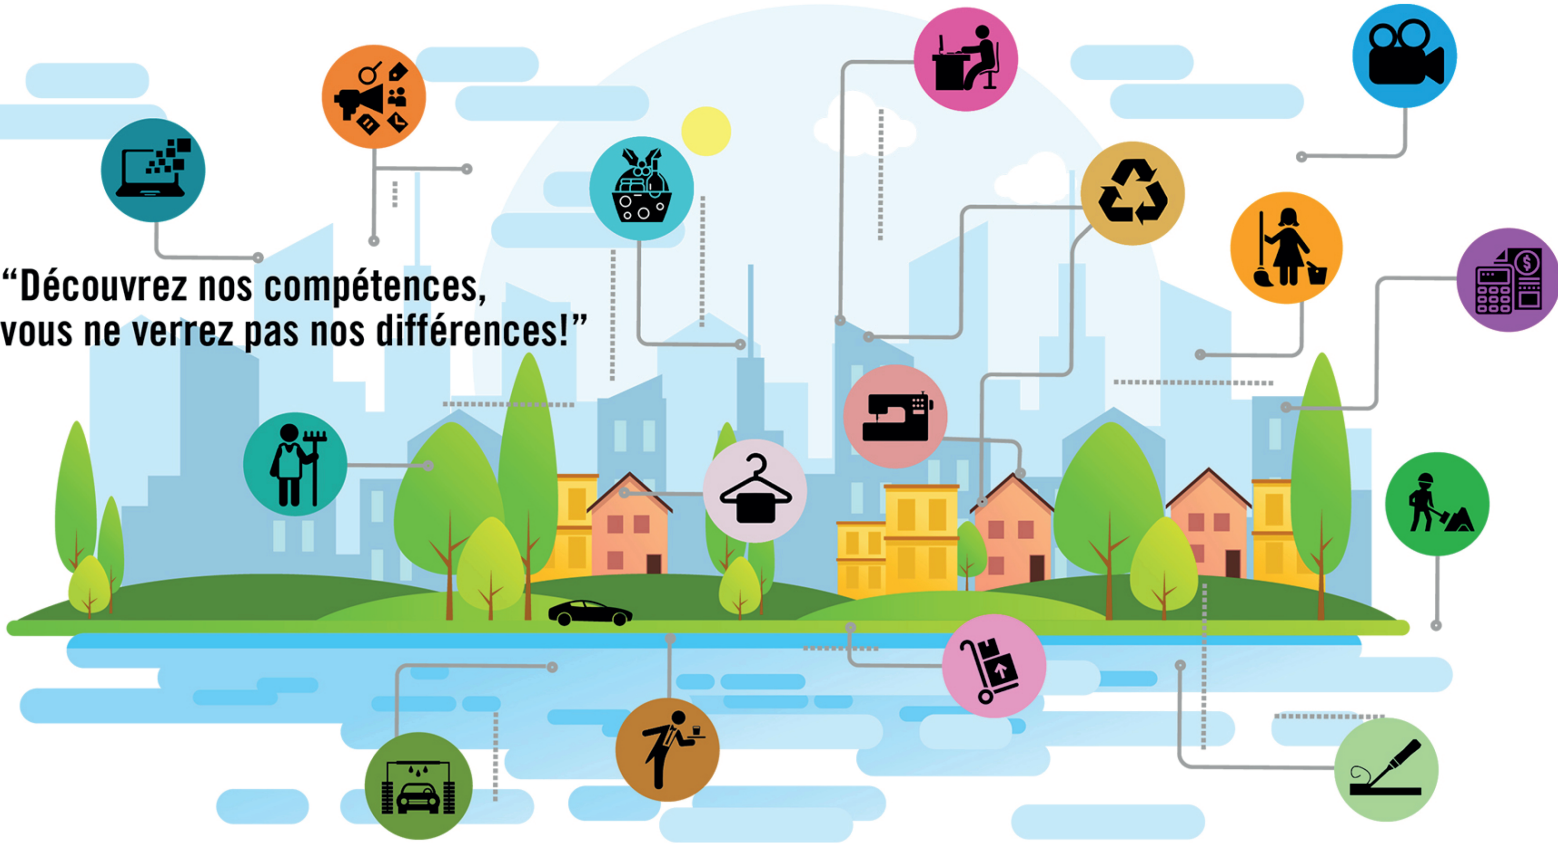 “Découvrez nos compétences,
vous ne verrez pas nos différences!”